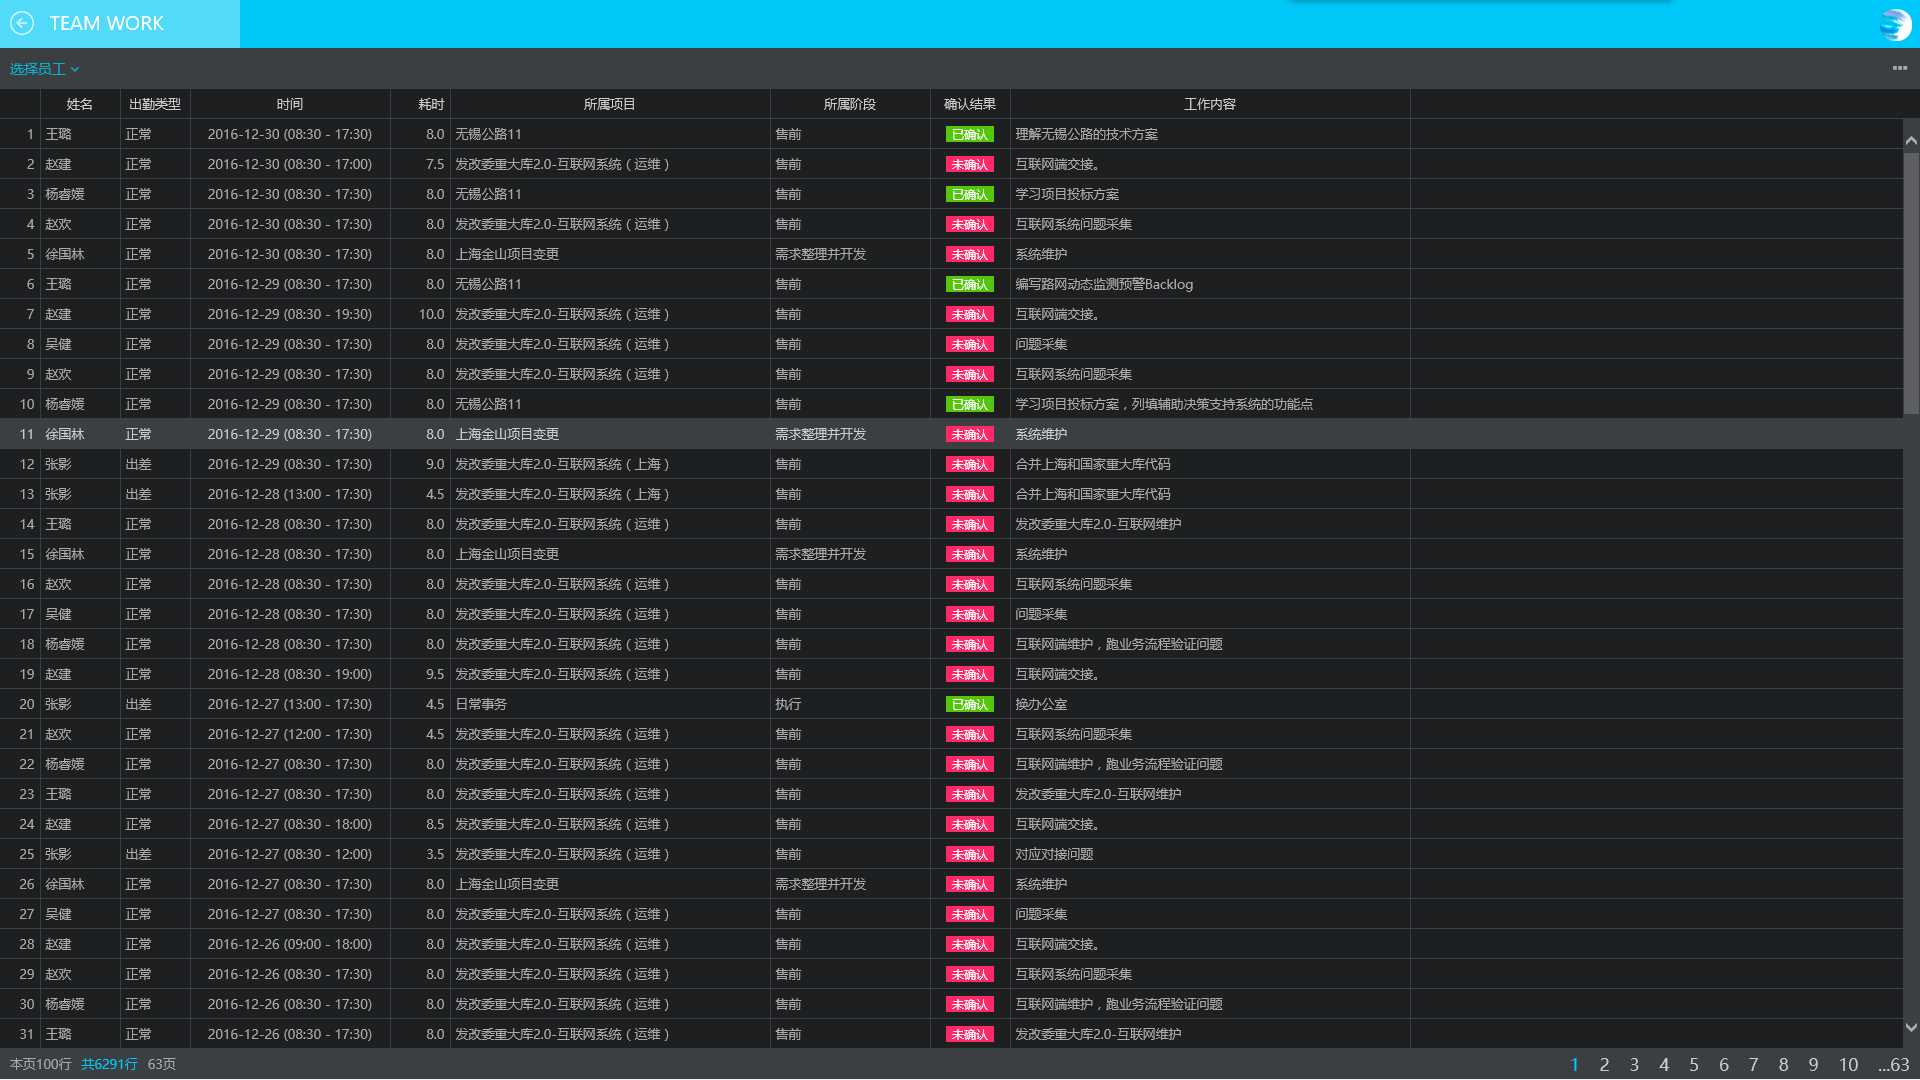 TEAM WORK
选择员工
姓名 出勤类型 时间 耗时 所属项目 所属阶段 确认结果 工作内容
1 王璐 正常 2016-12-30 (08:30 - 17:30) 8.0 无锡公路11 售前 已确认 理解无锡公路的技术方案
2 赵建 正常 2016-12-30 (08:30 - 17:00) 7.5 发改委重大库2.0-互联网系统（运维） 售前 未确认 互联网端交接。
3 杨睿媛 正常 2016-12-30 (08:30 - 17:30) 8.0 无锡公路11 售前 已确认 学习项目投标方案
4 赵欢 正常 2016-12-30 (08:30 - 17:30) 8.0 发改委重大库2.0-互联网系统（运维） 售前 未确认 互联网系统问题采集
5 徐国林 正常 2016-12-30 (08:30 - 17:30) 8.0 上海金山项目变更 需求整理并开发 未确认 系统维护
6 王璐 正常 2016-12-29 (08:30 - 17:30) 8.0 无锡公路11 售前 已确认 编写路网动态监测预警Backlog
7 赵建 正常 2016-12-29 (08:30 - 19:30) 10.0 发改委重大库2.0-互联网系统（运维） 售前 未确认 互联网端交接。
8 吴健 正常 2016-12-29 (08:30 - 17:30) 8.0 发改委重大库2.0-互联网系统（运维） 售前 未确认 问题采集
9 赵欢 正常 2016-12-29 (08:30 - 17:30) 8.0 发改委重大库2.0-互联网系统（运维） 售前 未确认 互联网系统问题采集
10 杨睿媛 正常 2016-12-29 (08:30 - 17:30) 8.0 无锡公路11 售前 已确认 学习项目投标方案，列填辅助决策支持系统的功能点
11 徐国林 正常 2016-12-29 (08:30 - 17:30) 8.0 上海金山项目变更 需求整理并开发 未确认 系统维护
12 张影 出差 2016-12-29 (08:30 - 17:30) 9.0 发改委重大库2.0-互联网系统（上海） 售前 未确认 合并上海和国家重大库代码
13 张影 出差 2016-12-28 (13:00 - 17:30) 4.5 发改委重大库2.0-互联网系统（上海） 售前 未确认 合并上海和国家重大库代码
14 王璐 正常 2016-12-28 (08:30 - 17:30) 8.0 发改委重大库2.0-互联网系统（运维） 售前 未确认 发改委重大库2.0-互联网维护
15 徐国林 正常 2016-12-28 (08:30 - 17:30) 8.0 上海金山项目变更 需求整理并开发 未确认 系统维护
16 赵欢 正常 2016-12-28 (08:30 - 17:30) 8.0 发改委重大库2.0-互联网系统（运维） 售前 未确认 互联网系统问题采集
17 吴健 正常 2016-12-28 (08:30 - 17:30) 8.0 发改委重大库2.0-互联网系统（运维） 售前 未确认 问题采集
18 杨睿媛 正常 2016-12-28 (08:30 - 17:30) 8.0 发改委重大库2.0-互联网系统（运维） 售前 未确认 互联网端维护，跑业务流程验证问题
19 赵建 正常 2016-12-28 (08:30 - 19:00) 9.5 发改委重大库2.0-互联网系统（运维） 售前 未确认 互联网端交接。
20 张影 出差 2016-12-27 (13:00 - 17:30) 4.5 日常事务 执行 已确认 换办公室
21 赵欢 正常 2016-12-27 (12:00 - 17:30) 4.5 发改委重大库2.0-互联网系统（运维） 售前 未确认 互联网系统问题采集
22 杨睿媛 正常 2016-12-27 (08:30 - 17:30) 8.0 发改委重大库2.0-互联网系统（运维） 售前 未确认 互联网端维护，跑业务流程验证问题
23 王璐 正常 2016-12-27 (08:30 - 17:30) 8.0 发改委重大库2.0-互联网系统（运维） 售前 未确认 发改委重大库2.0-互联网维护
24 赵建 正常 2016-12-27 (08:30 - 18:00) 8.5 发改委重大库2.0-互联网系统（运维） 售前 未确认 互联网端交接。
25 张影 出差 2016-12-27 (08:30 - 12:00) 3.5 发改委重大库2.0-互联网系统（运维） 售前 未确认 对应对接问题
26 徐国林 正常 2016-12-27 (08:30 - 17:30) 8.0 上海金山项目变更 需求整理并开发 未确认 系统维护
27 吴健 正常 2016-12-27 (08:30 - 17:30) 8.0 发改委重大库2.0-互联网系统（运维） 售前 未确认 问题采集
28 赵建 正常 2016-12-26 (09:00 - 18:00) 8.0 发改委重大库2.0-互联网系统（运维） 售前 未确认 互联网端交接。
29 赵欢 正常 2016-12-26 (08:30 - 17:30) 8.0 发改委重大库2.0-互联网系统（运维） 售前 未确认 互联网系统问题采集
30 杨睿媛 正常 2016-12-26 (08:30 - 17:30) 8.0 发改委重大库2.0-互联网系统（运维） 售前 未确认 互联网端维护，跑业务流程验证问题
31 王璐 正常 2016-12-26 (08:30 - 17:30) 8.0 发改委重大库2.0-互联网系统（运维） 售前 未确认 发改委重大库2.0-互联网维护
本页100行 共6291行 63页 1 2 3 4 5 6 7 8 9 10 ...63